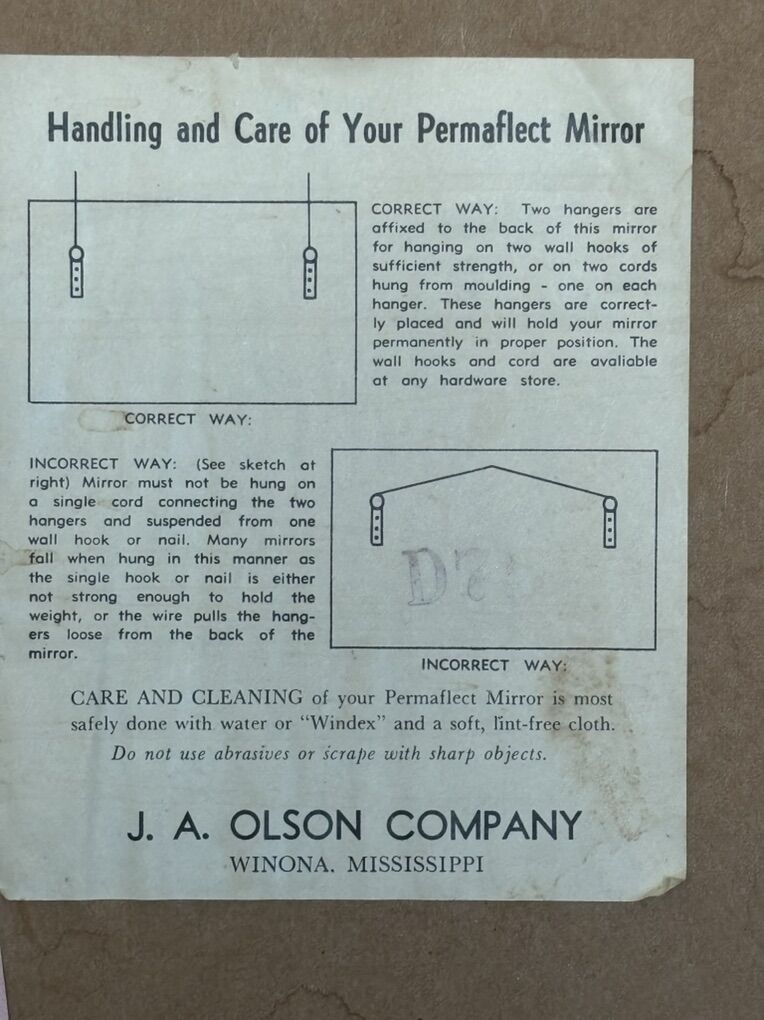 Handling and Care of Your Permaflect Mirror
CORRECT WAY: Two hangers are
affixed to the back of this mirror
for hanging on two wall hooks of
sufficient strength, or on two cords
hung from moulding - one on each
hanger. These hangers are correct-
ly placed and will hold your mirror
permanently in proper position. The
wall hooks and cord are avaliable
at any hardware store.
CORRECT WAY:
INCORRECT WAY: (See sketch at
right) Mirror must not be hung on
a single cord connecting the two
hangers and suspended from one
wall hook or nail. Many mirrors
fall when hung in this manner as
the single hook or nail is either
not strong enough to hold the
weight, or the wire pulls the hang-
ers loose from the back of the
mirror.
INCORRECT WAY:
CARE AND CLEANING of your Permaflect Mirror is most
safely done with water or "Windex" and a soft, lint-free cloth.
Do not use abrasives or scrape with sharp objects.
J. A. OLSON COMPANY
WINONA, MISSISSIPPI